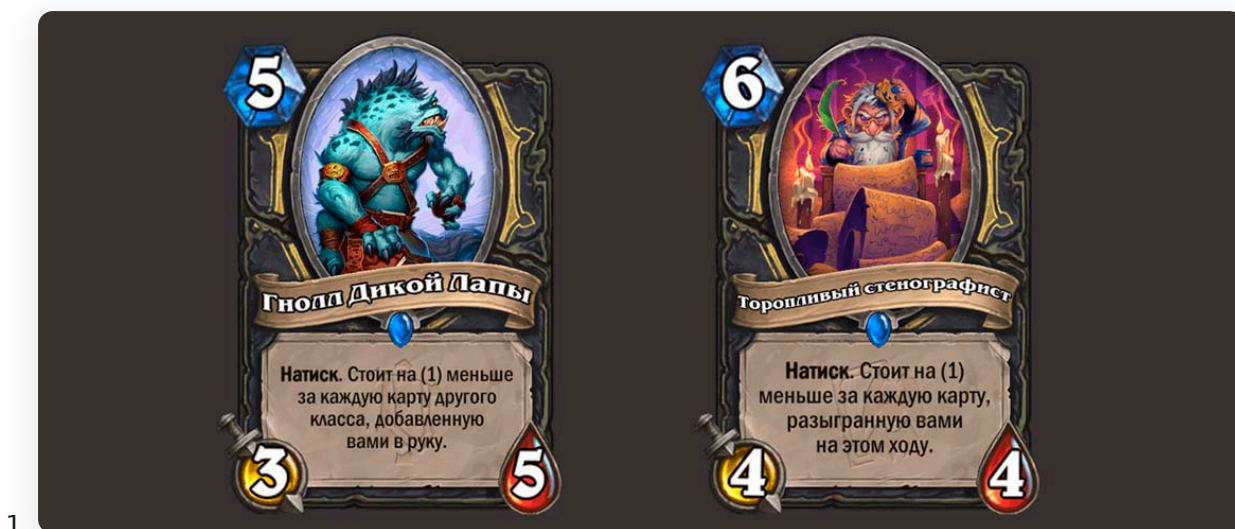 5
Гнолл Дикой Лапы
Натиск. Стоит на (1) меньше
за каждую карту другого
класса, добавленную
вами в руку.
3
5
6
Торопливый стенографист
Натиск. Стоит на (1)
меньше за каждую карту,
разыгранную вами
на этом ходу.
4
4
1